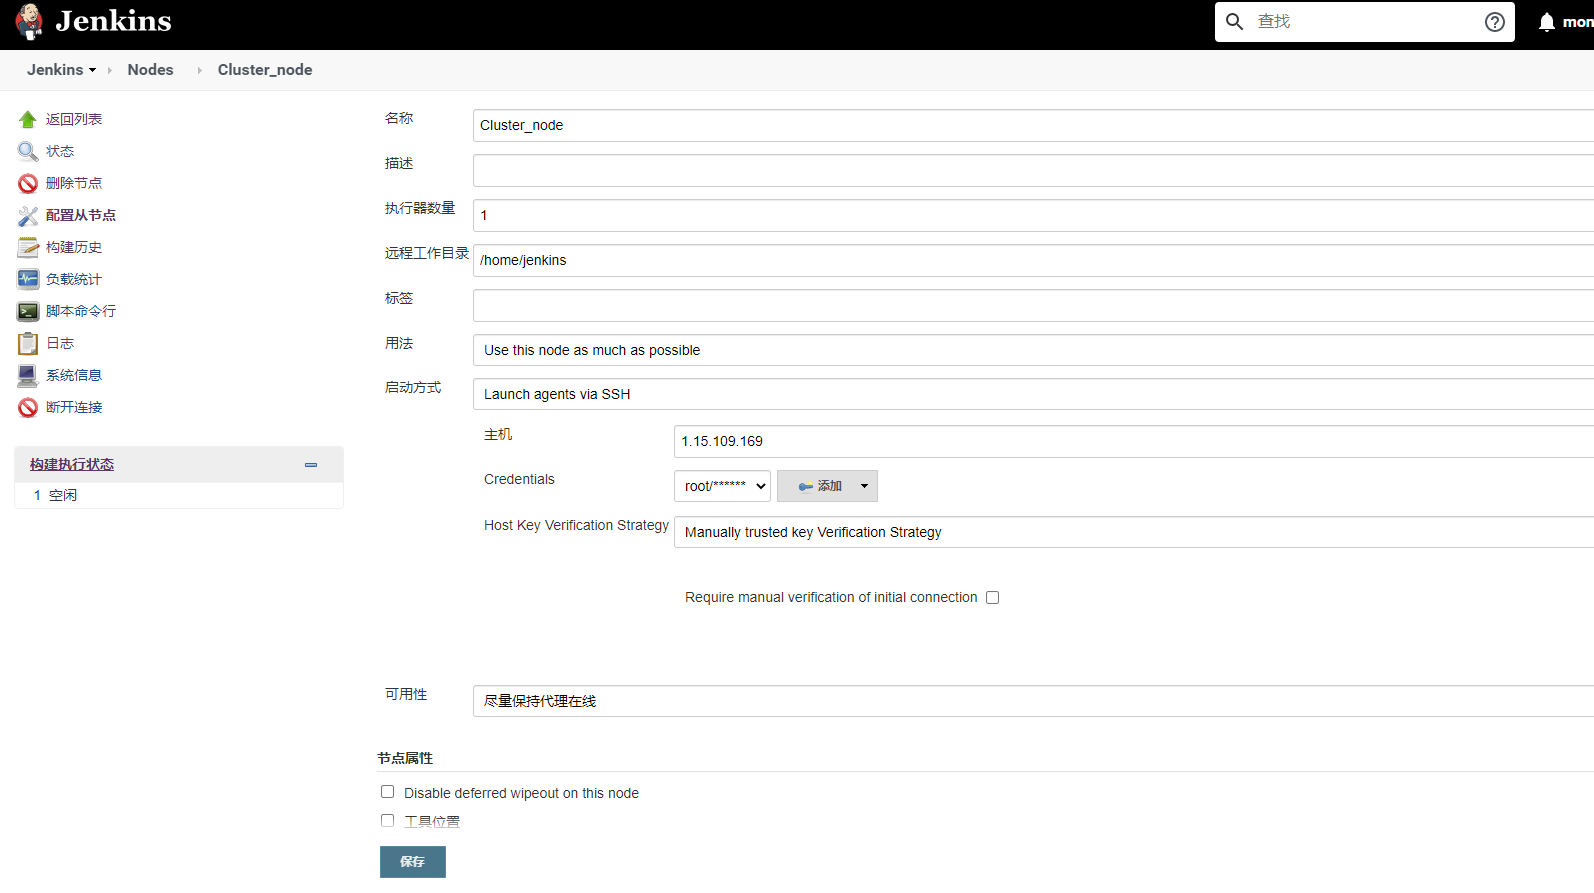 Jenkins
查找
mon
Jenkins
Nodes
Cluster_node
返回列表
状态
删除节点
配置从节点
构建历史
负载统计
脚本命令行
日志
系统信息
断开连接
构建执行状态
1 空闲
名称
Cluster_node
描述
执行器数量
1
远程工作目录
/home/jenkins
标签
用法
Use this node as much as possible
启动方式
Launch agents via SSH
主机
1.15.109.169
Credentials
root/******
添加
Host Key Verification Strategy
Manually trusted key Verification Strategy
Require manual verification of initial connection
可用性
尽量保持代理在线
节点属性
Disable deferred wipeout on this node
工具位置
保存